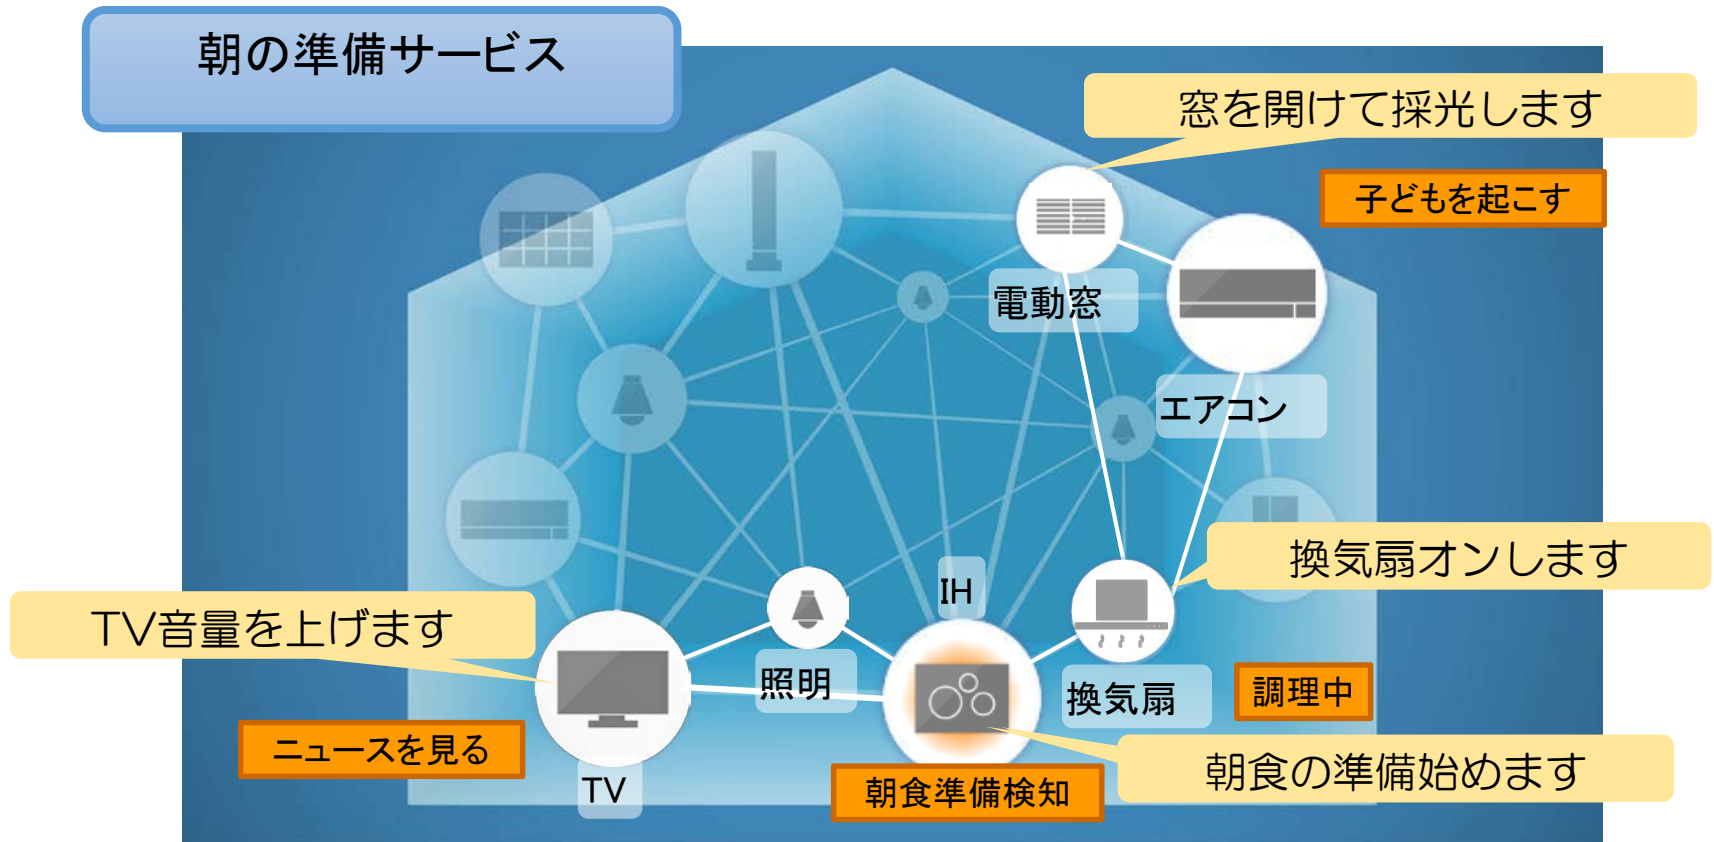 朝の準備サービス
窓を開けて採光します
子どもを起こす
電動窓
エアコン
換気扇オンします
IH
TV音量を上げます
照明
換気扇
調理中
ニュースを見る
TV
朝食準備検知
朝食の準備始めます